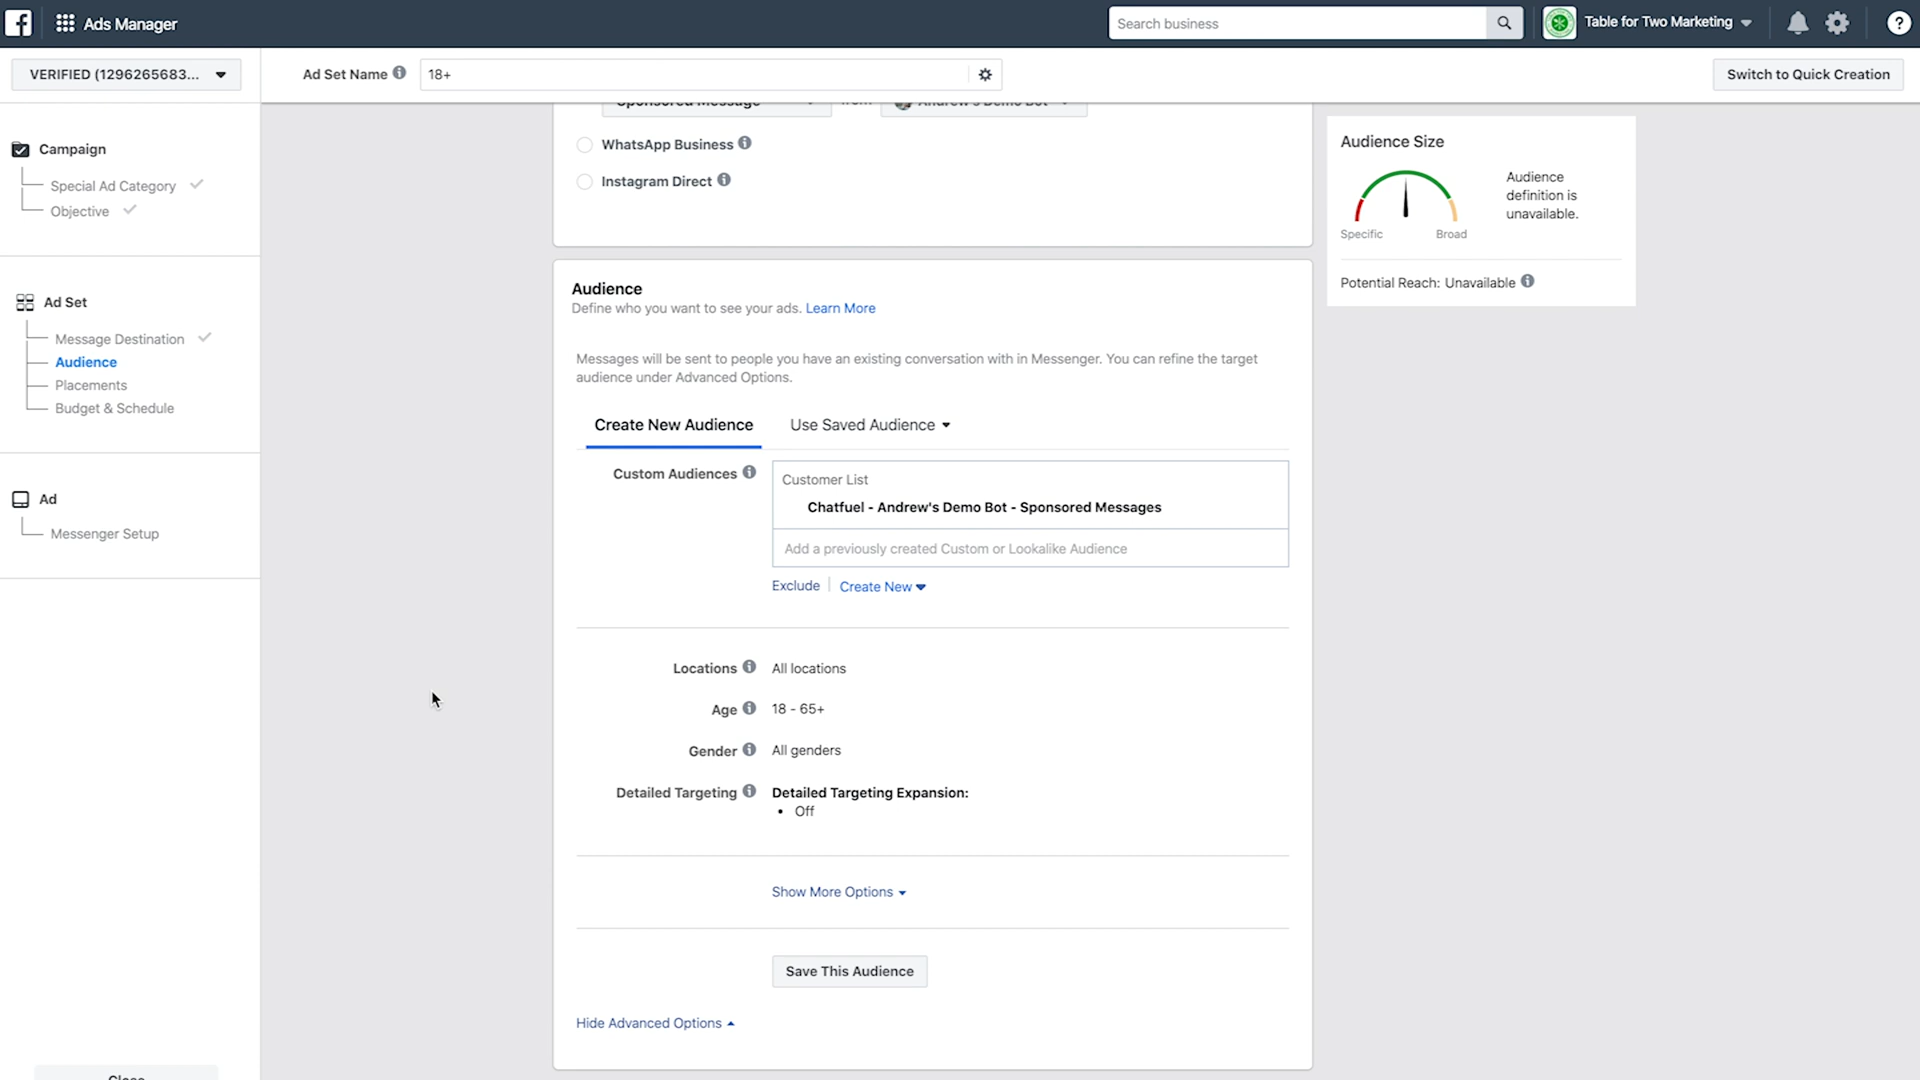 Ads Manager
Search business
Table for Two Marketing
VERIFIED (1296265683...
Ad Set Name
18+
Switch to Quick Creation
Campaign
Special Ad Category
Objective
Ad Set
Message Destination
Audience
Placements
Budget & Schedule
Ad
Messenger Setup
Close
Sponsored Message
from
Andrew's Demo Bot
WhatsApp Business
Instagram Direct
Audience
Define who you want to see your ads. Learn More
Messages will be sent to people you have an existing conversation with in Messenger. You can refine the target
audience under Advanced Options.
Create New Audience
Use Saved Audience
Custom Audiences
Customer List
Chatfuel - Andrew's Demo Bot - Sponsored Messages
Add a previously created Custom or Lookalike Audience
Exclude
Create New
Locations
All locations
Age
18 - 65+
Gender
All genders
Detailed Targeting
Detailed Targeting Expansion:
• Off
Show More Options
Save This Audience
Hide Advanced Options
Audience Size
Audience
definition is
unavailable.
Specific
Broad
Potential Reach: Unavailable